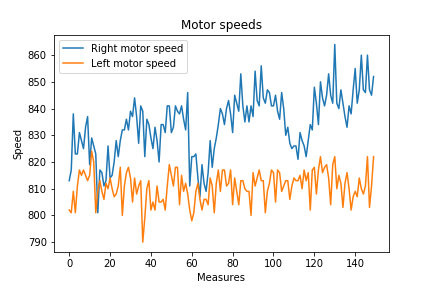 Motor speeds
Right motor speed
Left motor speed
860
850
840
830
820
810
800
790
Speed
0 20 40 60 80 100 120 140
Measures